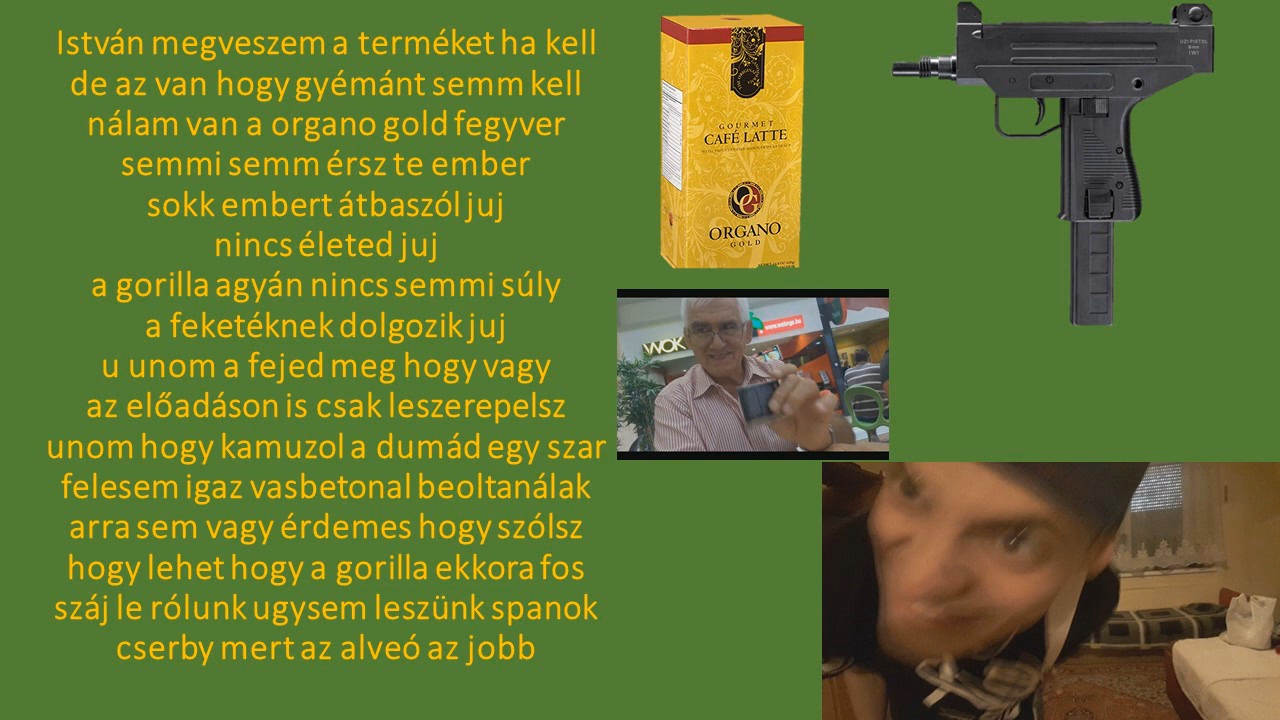 István megveszem a terméket ha kell
de az van hogy gyémánt semm kell
nálam van a organo gold fegyver
semmi semm érsz te ember
sokk embert átbaszól juj
nincs életed juj
a gorilla agyán nincs semmi súly
a feketéknek dolgozik juj
u unom a fejed meg hogy vagy
az előadáson is csak leszerepelsz
unom hogy kamuzol a dumád egy szar
felesem igaz vasbetonal beoltanálak
arra sem vagy érdemes hogy szólsz
hogy lehet hogy a gorilla ekkora fos
száj le rólunk ugysem leszünk spanok
cserby mert az alveó az jobb
GOURMET
CAFÉ LATTE
OG
ORGANO
GOLD
UZI PISTOL
WOK